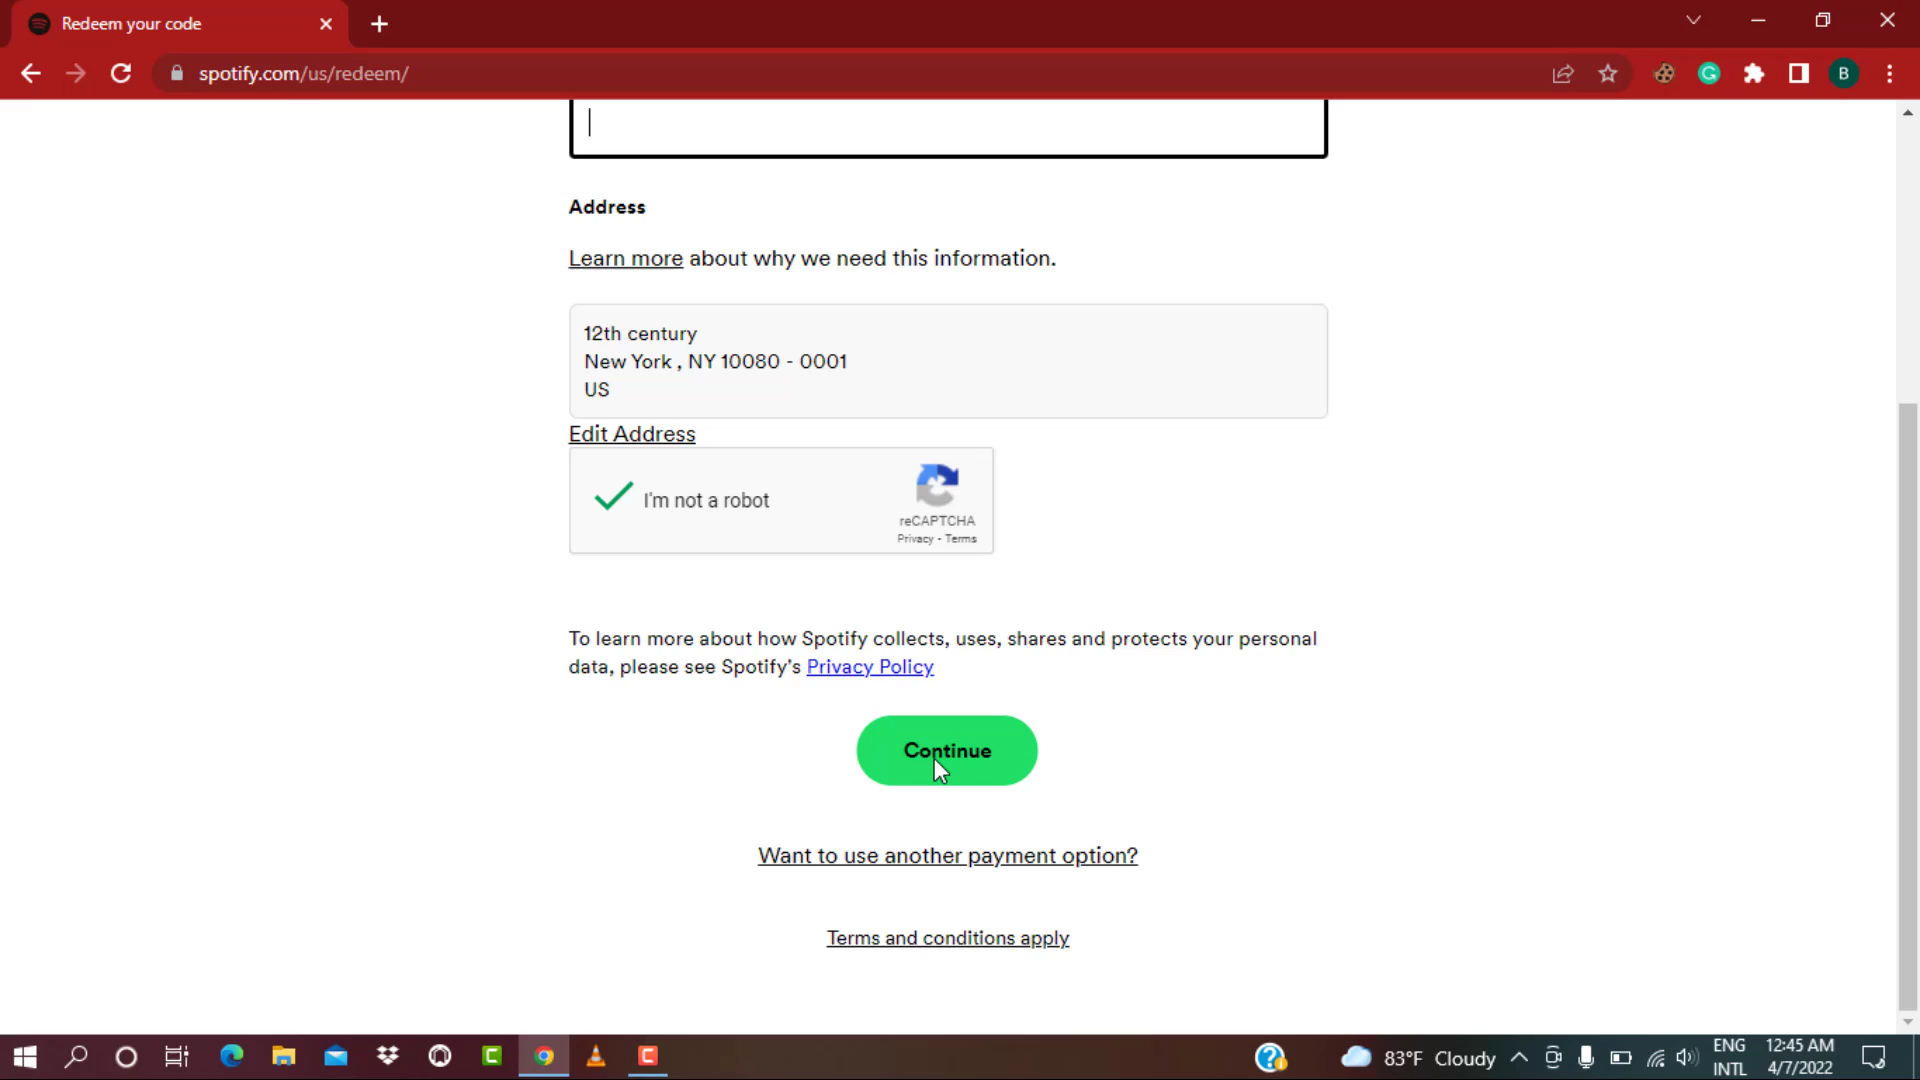 Redeem your code
spotify.com/us/redeem/
B
Address
Learn more about why we need this information.
12th century
New York , NY 10080 - 0001
US
Edit Address
I'm not a robot
reCAPTCHA
Privacy - Terms
To learn more about how Spotify collects, uses, shares and protects your personal
data, please see Spotify's Privacy Policy
Continue
Want to use another payment option?
Terms and conditions apply
83°F Cloudy
ENG
INTL
12:45 AM
4/7/2022